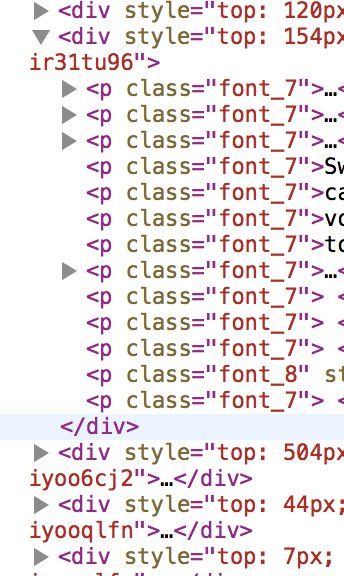 <div style="top: 120px
<div style="top: 154px
ir31tu96">
<p class="font_7">…<
<p class="font_7">…<
<p class="font_7">…<
<p class="font_7">Sw
<p class="font_7">ca
<p class="font_7">vo
<p class="font_7">to
<p class="font_7">…<
<p class="font_7"> <
<p class="font_7"> <
<p class="font_7"> <
<p class="font_8" st
<p class="font_7"> <
</div>
<div style="top: 504px
iyoo6cj2">…</div>
<div style="top: 44px;
iyooqlfn">…</div>
<div style="top: 7px;